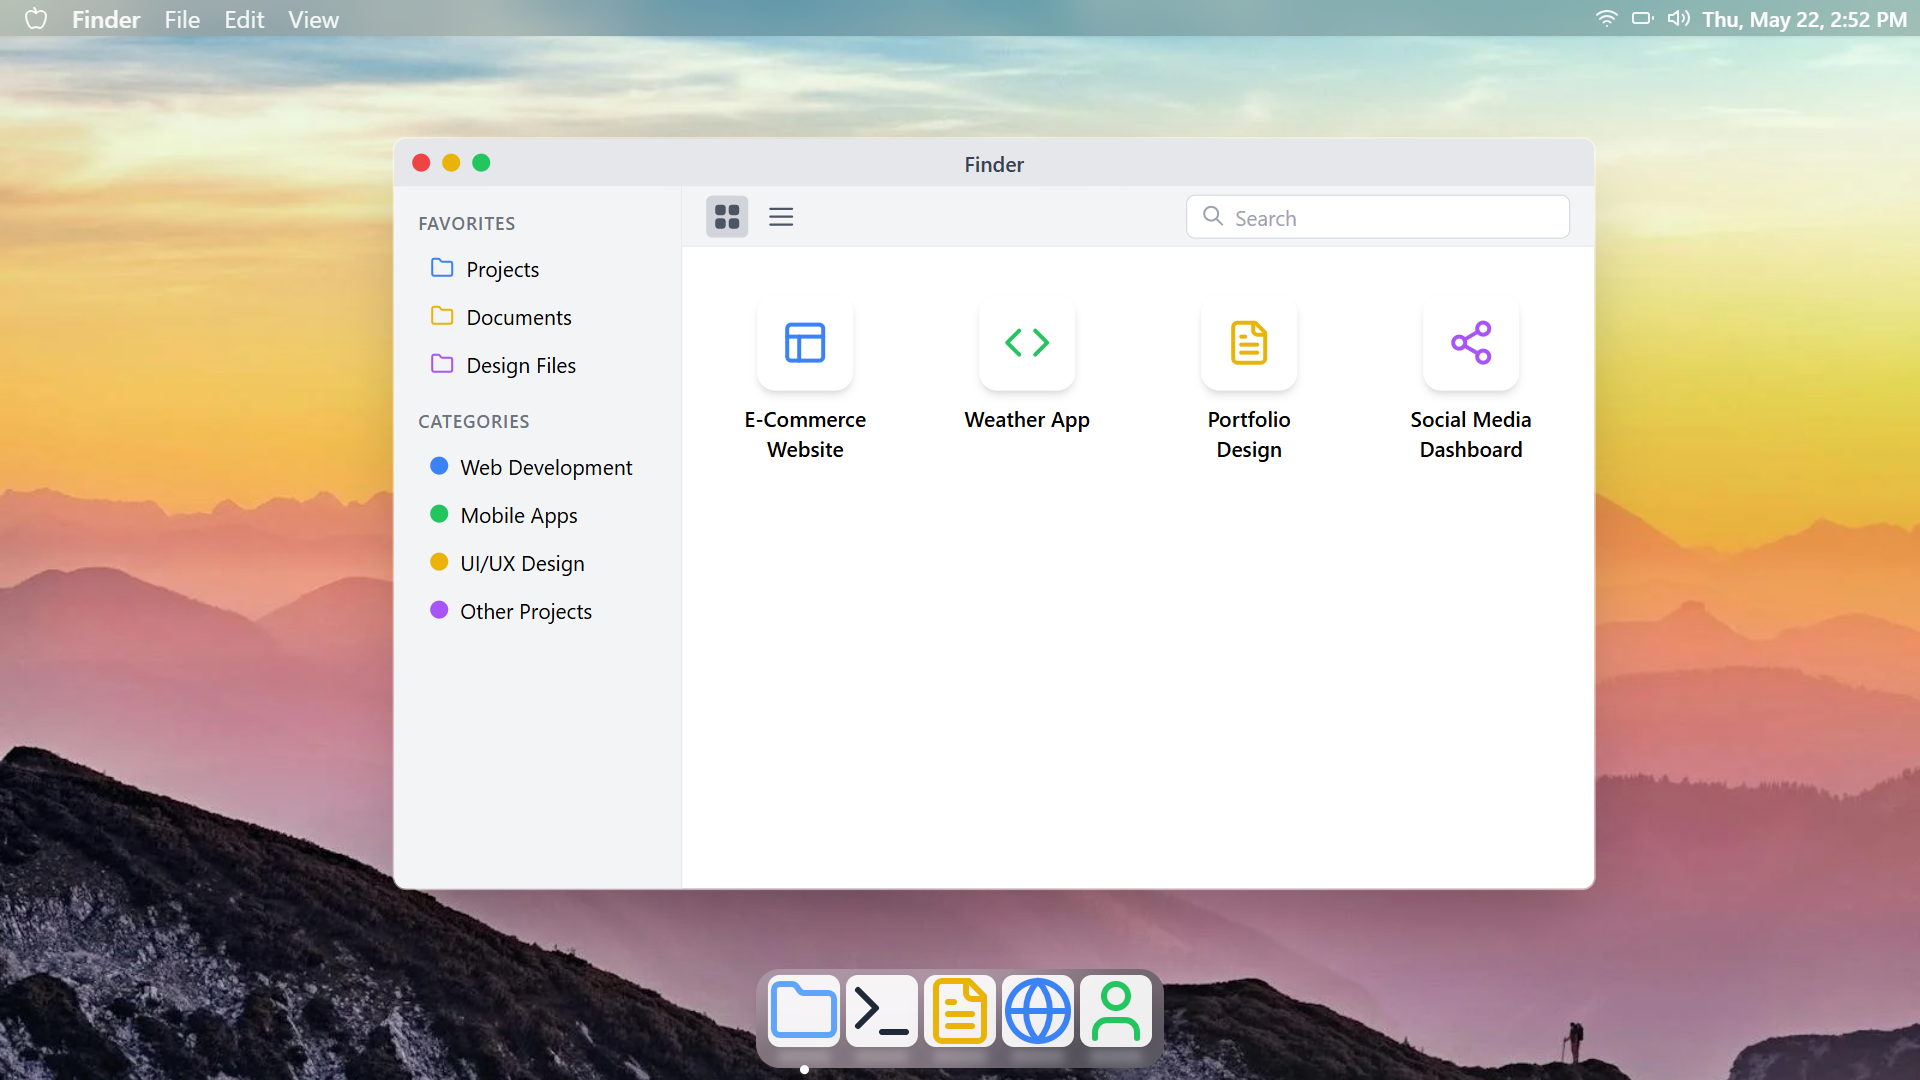 Finder File Edit View
Thu, May 22, 2:52 PM
Finder
Search
FAVORITES
Projects
Documents
Design Files
CATEGORIES
Web Development
Mobile Apps
UI/UX Design
Other Projects
E-Commerce
Website
Weather App
Portfolio
Design
Social Media
Dashboard